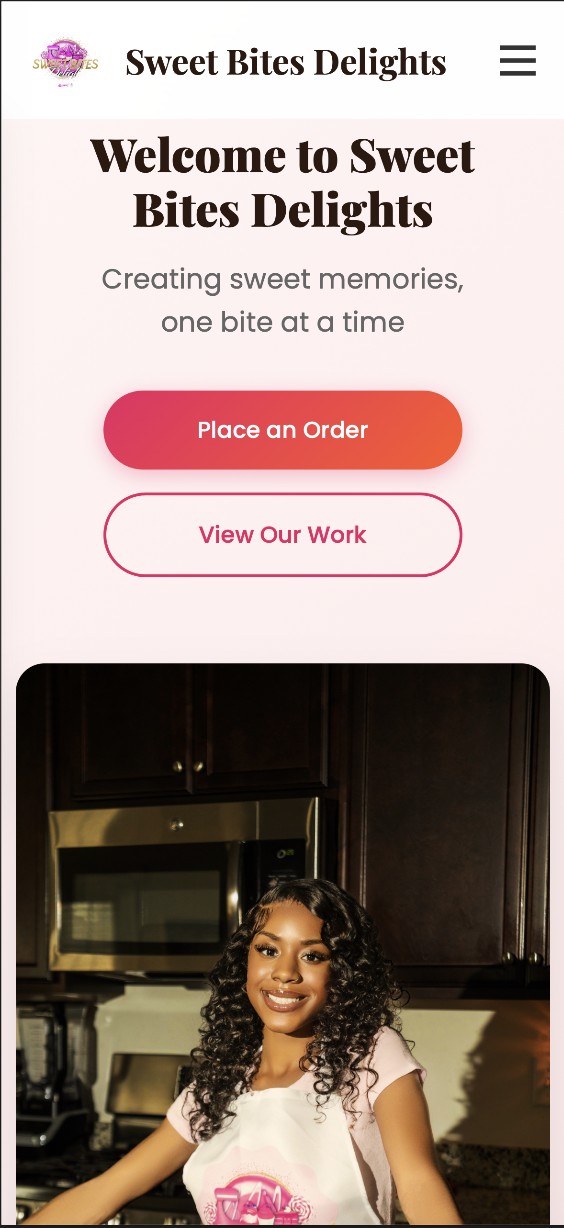 SWEET BITES
Sweet Bites Delights
Welcome to Sweet
Bites Delights
Creating sweet memories,
one bite at a time
Place an Order
View Our Work